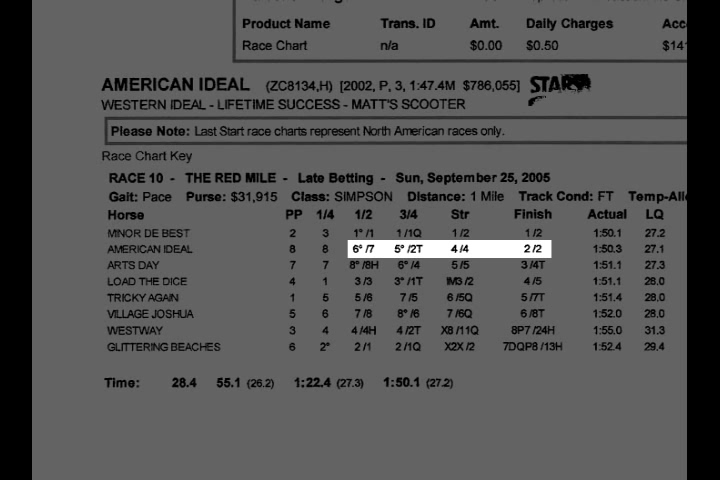 Product Name Trans. ID Amt. Daily Charges
Race Chart n/a $0.00 $0.50
AMERICAN IDEAL (ZC8134,H) [2002, P, 3, 1:47.4M $786,055] STAR
WESTERN IDEAL - LIFETIME SUCCESS - MATT'S SCOOTER
Please Note: Last Start race charts represent North American races only.
Race Chart Key
RACE 10 - THE RED MILE - Late Betting - Sun, September 25, 2005
Gait: Pace Purse: $31,915 Class: SIMPSON Distance: 1 Mile Track Cond: FT
Horse PP 1/4 1/2 3/4 Str Finish Actual LQ
MINOR DE BEST 2 3 1°/1 1/1Q 1/2 1/2 1:50.1 27.2
AMERICAN IDEAL 8 8 6°/7 5°/2T 4/4 2/2 1:50.3 27.1
ARTS DAY 7 7 8°/8H 6°/4 5/5 3/4T 1:51.1 27.3
LOAD THE DICE 4 1 3/3 3°/1T 4/5 1:51.1 28.0
TRICKY AGAIN 1 5 5/6 7/5 6/5Q 5/7T 1:51.4 28.0
VILLAGE JOSHUA 5 6 7/8 8°/6 7/6Q 6/8T 1:52.0 28.0
WESTWAY 3 4 4/4H 4/2T X8/11Q 8P7/24H 1:55.0 31.3
GLITTERING BEACHES 6 2° 2/1 2/1Q X2X/2 7DQP8/13H 1:52.4 29.4
Time: 28.4 55.1 (26.2) 1:22.4 (27.3) 1:50.1 (27.2)